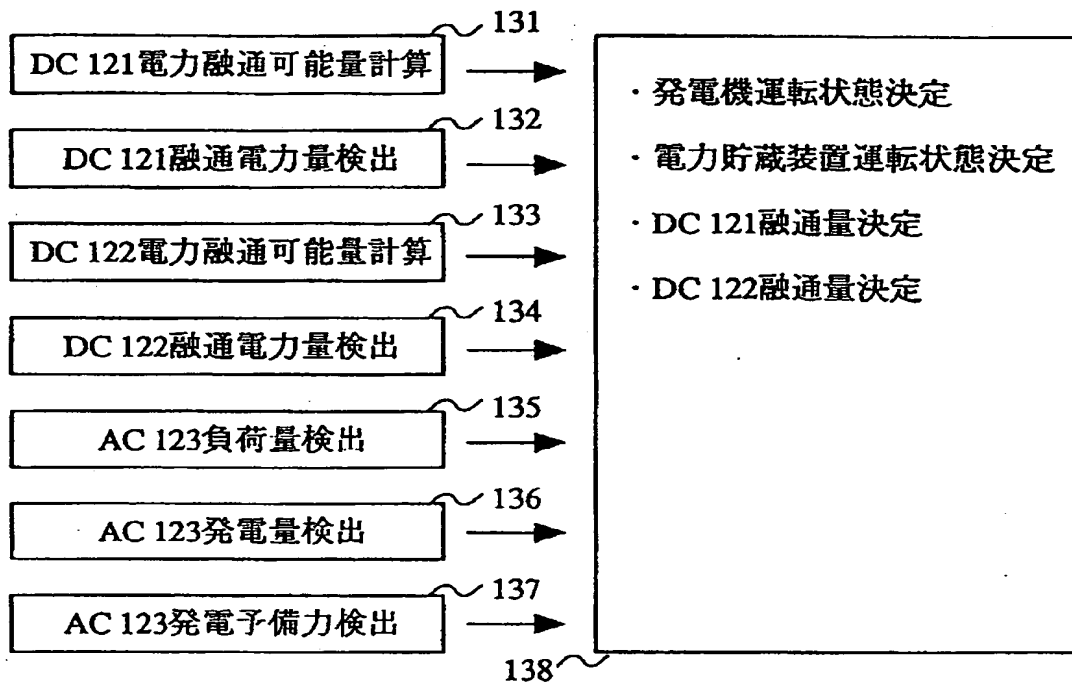 131
DC 121電力融通可能量計算
132
DC 121融通電力量検出
133
DC 122電力融通可能量計算
134
DC 122融通電力量検出
135
AC 123負荷量検出
136
AC 123発電量検出
137
AC 123発電予備力検出
・発電機運転状態決定
・電力貯蔵装置運転状態決定
・DC 121融通量決定
・DC 122融通量決定
138